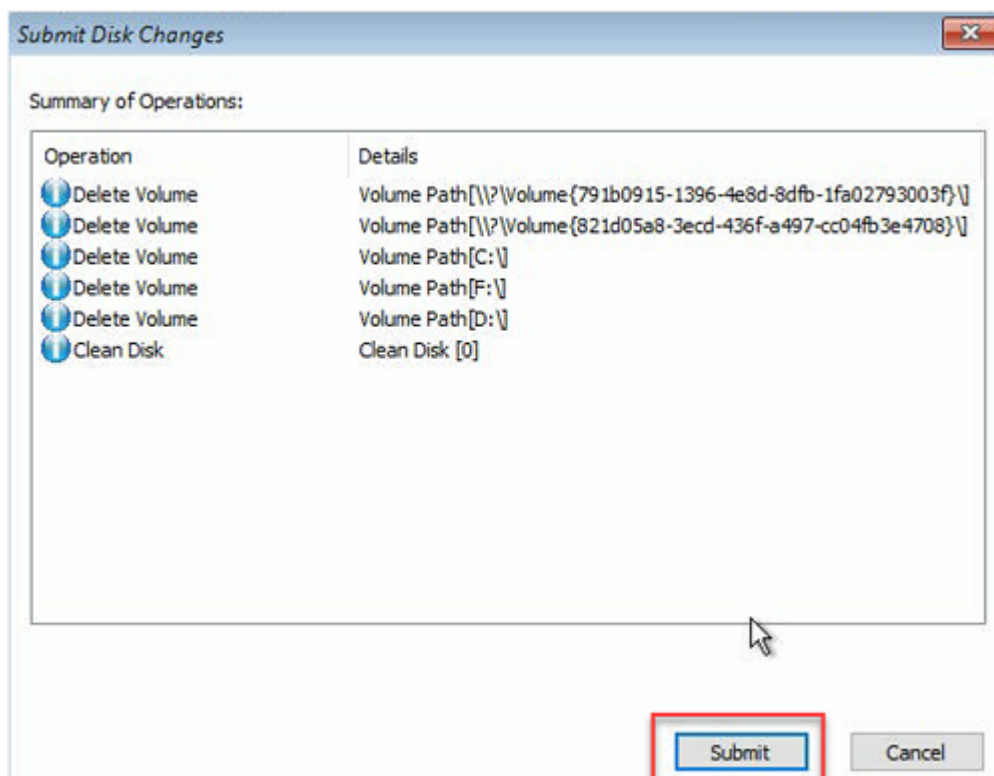 Submit Disk Changes
Summary of Operations:
Operation Details
Delete Volume Volume Path[\\?\Volume{791b0915-1396-4e8d-8dfb-1fa02793003f}\]
Delete Volume Volume Path[\\?\Volume{821d05a8-3ecd-436f-a497-cc04fb3e4708}\]
Delete Volume Volume Path[C:\]
Delete Volume Volume Path[F:\]
Delete Volume Volume Path[D:\]
Clean Disk Clean Disk [0]
Submit Cancel